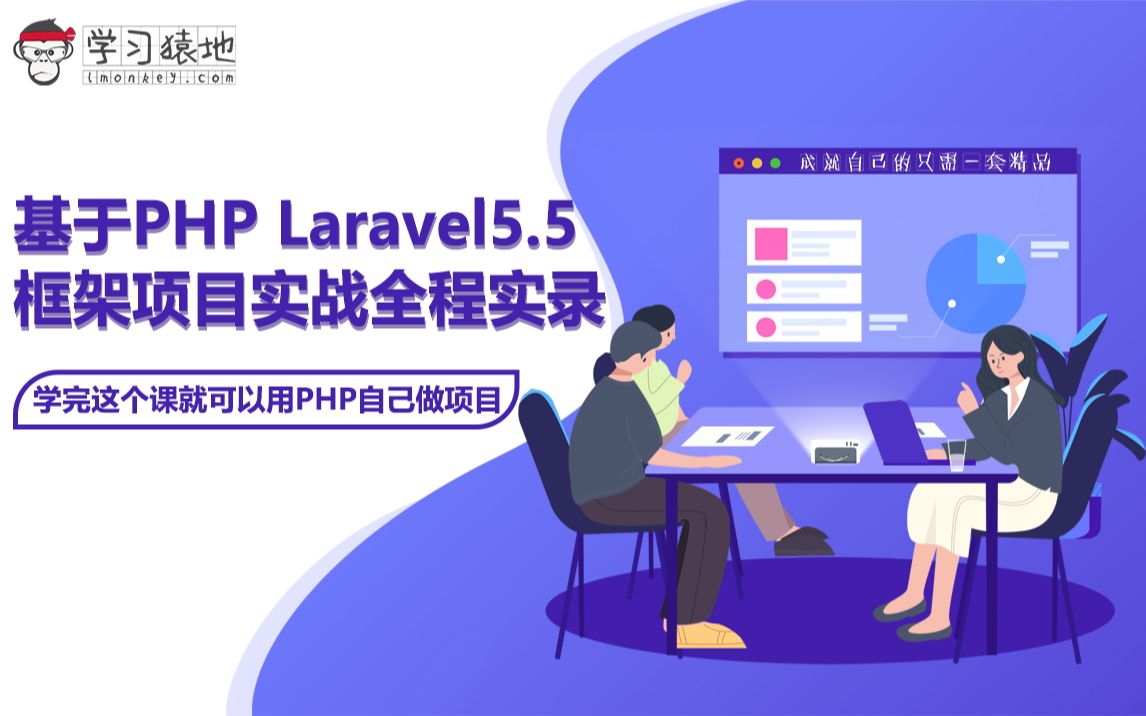 学习猿地
lmonkey.com
成就自己的只需一套精品
基于PHP Laravel5.5
框架项目实战全程实录
学完这个课就可以用PHP自己做项目